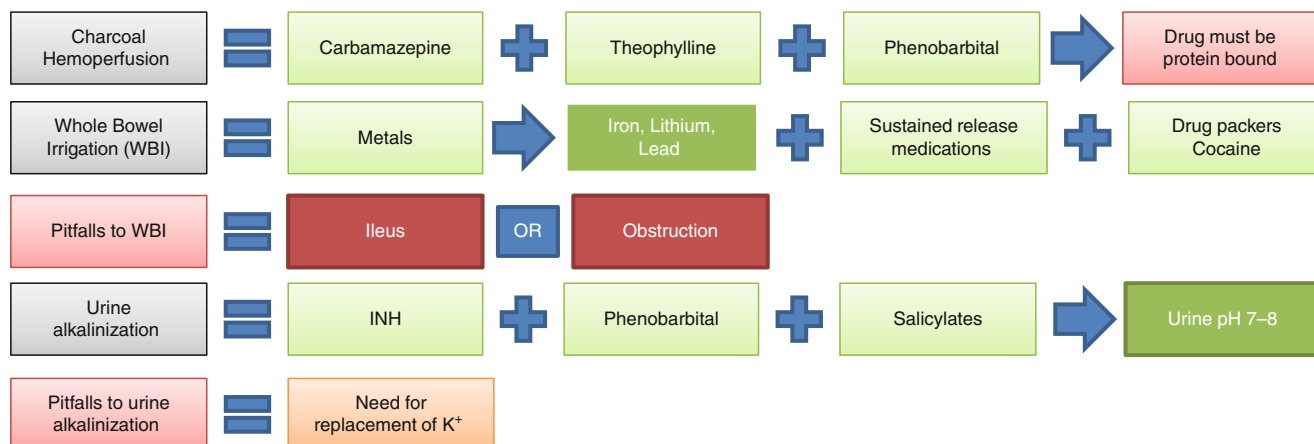 Charcoal
Hemoperfusion
Carbamazepine
Theophylline
Phenobarbital
Drug must be
protein bound
Whole Bowel
Irrigation (WBI)
Metals
Iron, Lithium,
Lead
Sustained release
medications
Drug packers
Cocaine
Pitfalls to WBI
Ileus
OR
Obstruction
Urine
alkalinization
INH
Phenobarbital
Salicylates
Urine pH 7–8
Pitfalls to urine
alkalinization
Need for
replacement of K⁺